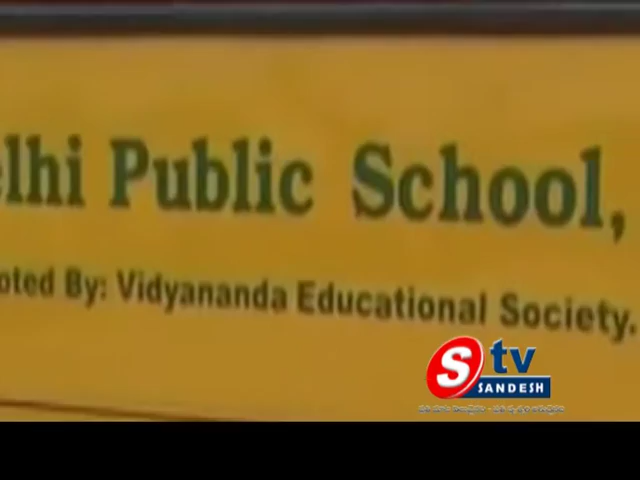 elhi Public School,
oted By: Vidyananda Educational Society.
S tv
SANDESH